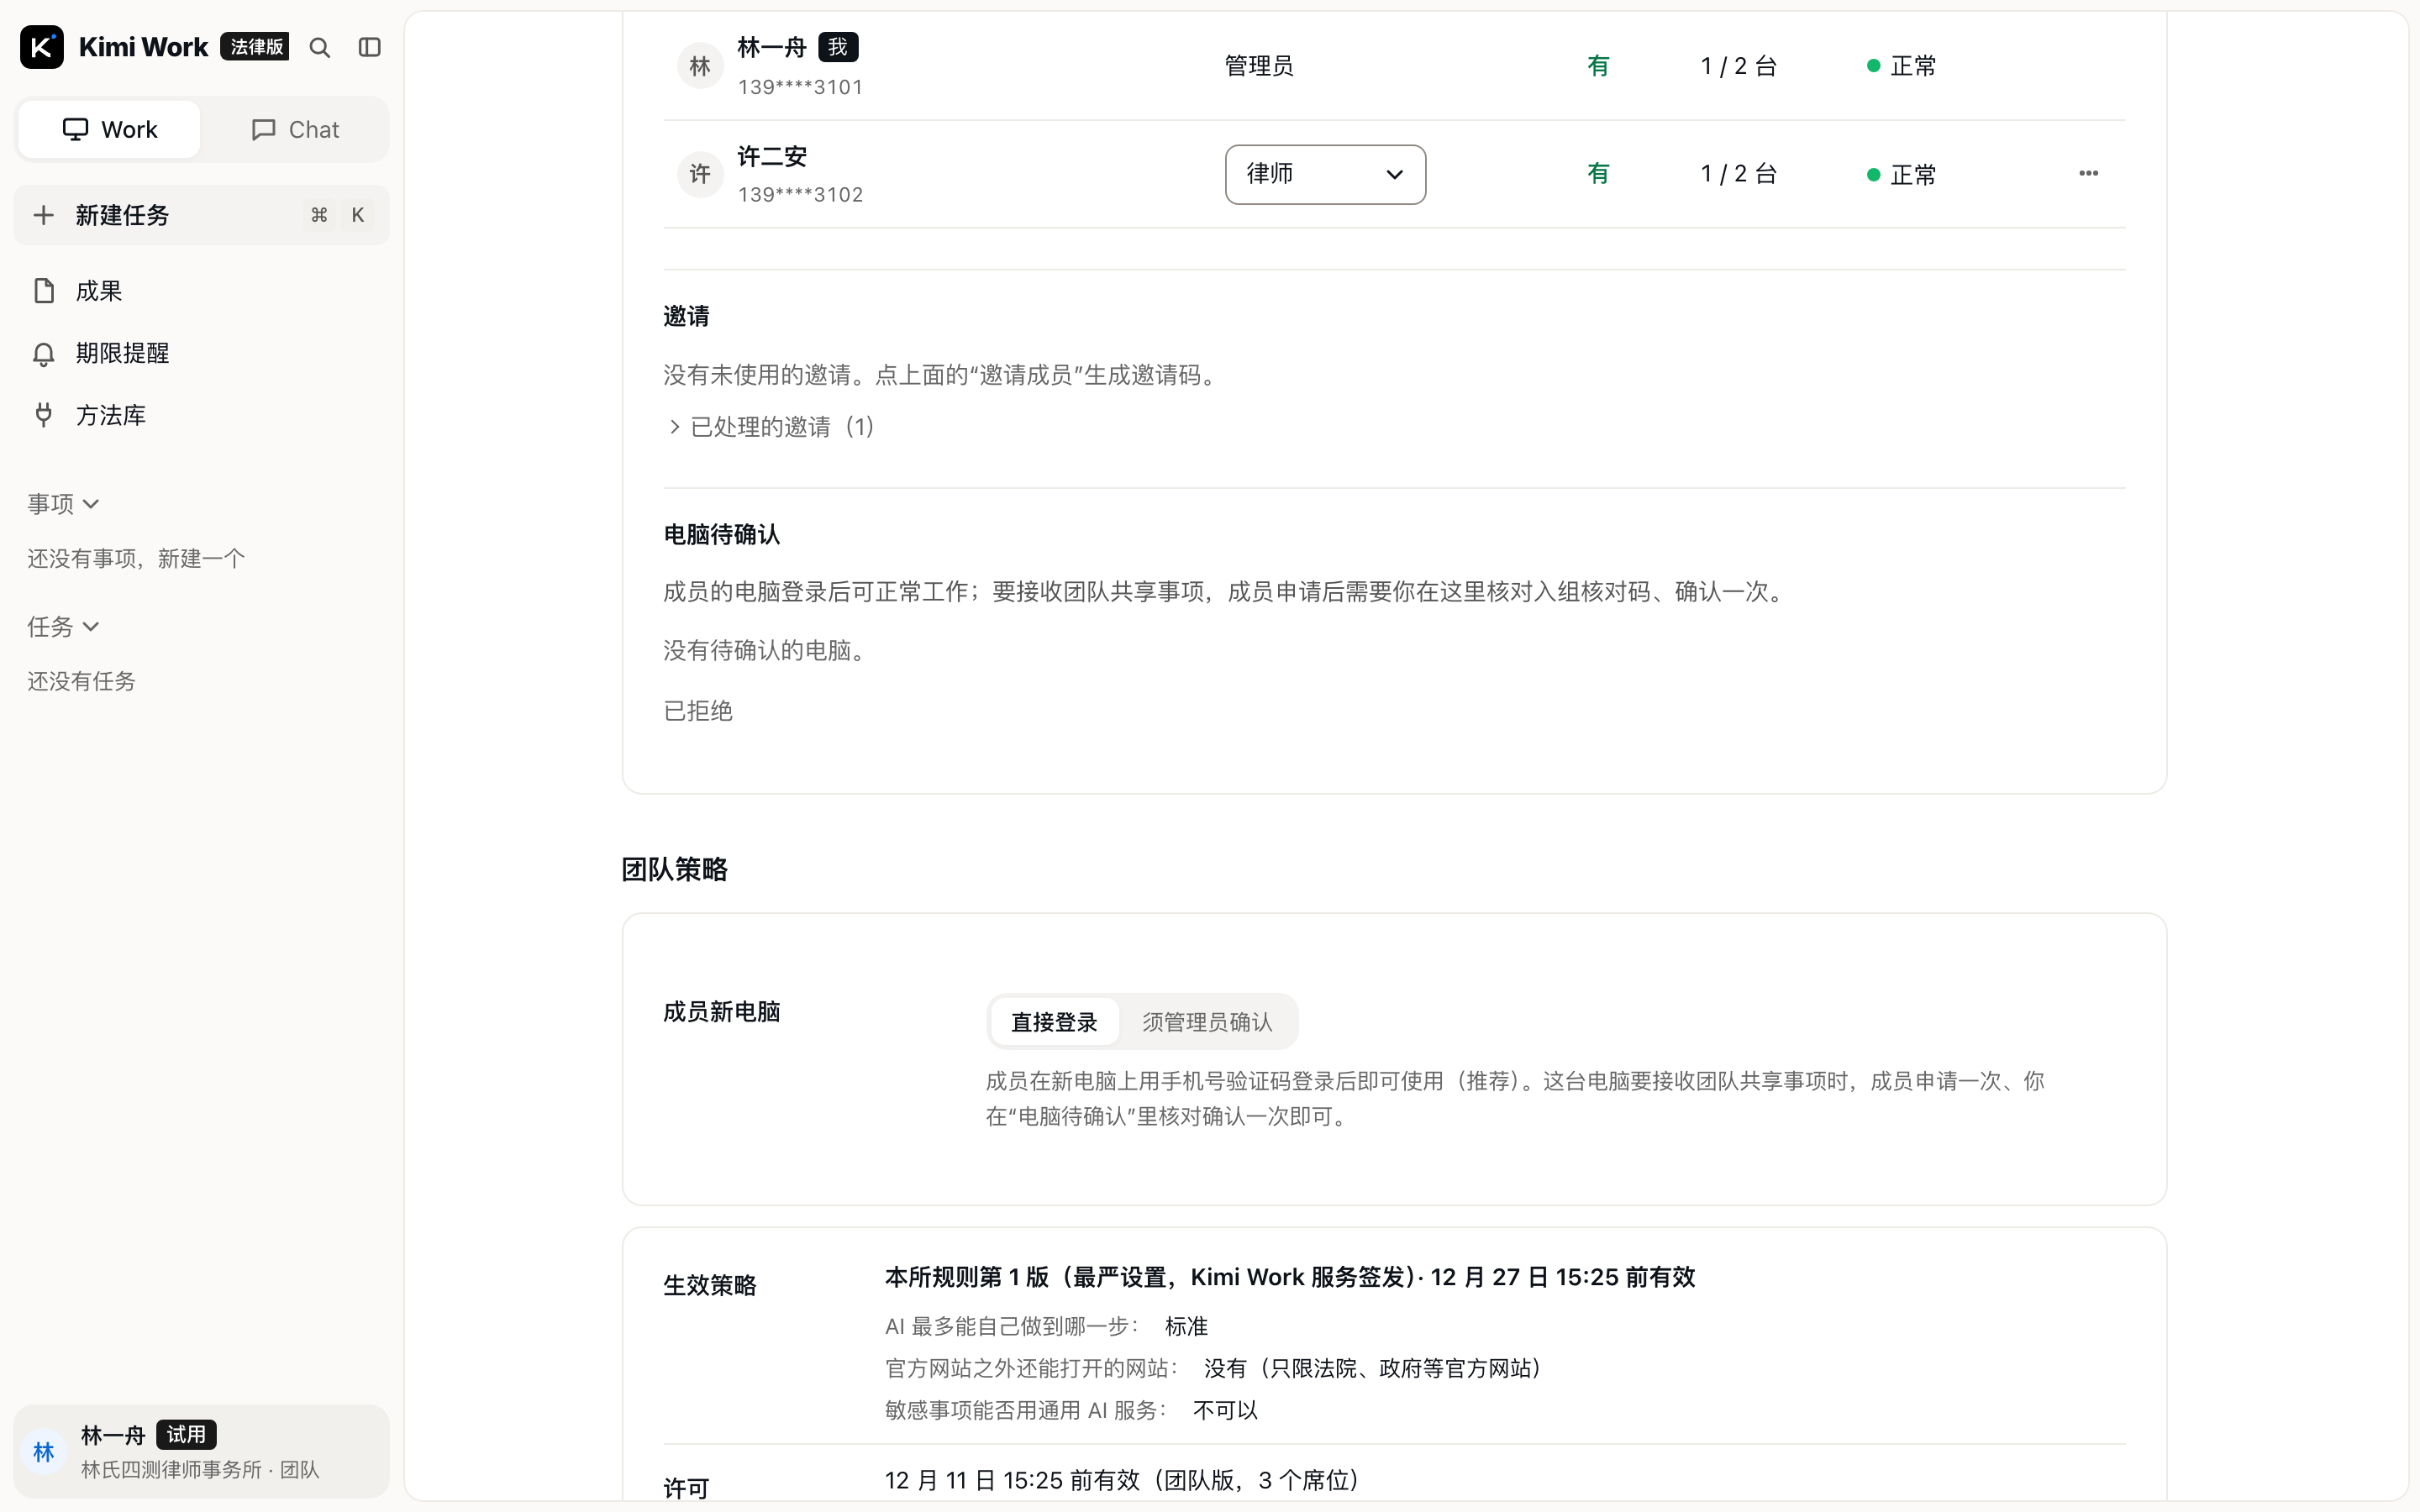 Kimi Work 法律版
Work
Chat
新建任务 ⌘ K
成果
期限提醒
方法库
事项
还没有事项，新建一个
任务
还没有任务
林
林一舟 试用
林氏四测律师事务所 · 团队
林
林一舟 我
139****3101
管理员
有
1 / 2 台
正常
许
许二安
139****3102
律师
有
1 / 2 台
正常
邀请
没有未使用的邀请。点上面的“邀请成员”生成邀请码。
已处理的邀请（1）
电脑待确认
成员的电脑登录后可正常工作；要接收团队共享事项，成员申请后需要你在这里核对入组核对码、确认一次。
没有待确认的电脑。
已拒绝
团队策略
成员新电脑
直接登录
须管理员确认
成员在新电脑上用手机号验证码登录后即可使用（推荐）。这台电脑要接收团队共享事项时，成员申请一次、你
在“电脑待确认”里核对确认一次即可。
生效策略
本所规则第 1 版（最严设置，Kimi Work 服务签发）· 12 月 27 日 15:25 前有效
AI 最多能自己做到哪一步： 标准
官方网站之外还能打开的网站： 没有（只限法院、政府等官方网站）
敏感事项能否用通用 AI 服务： 不可以
许可
12 月 11 日 15:25 前有效（团队版，3 个席位）